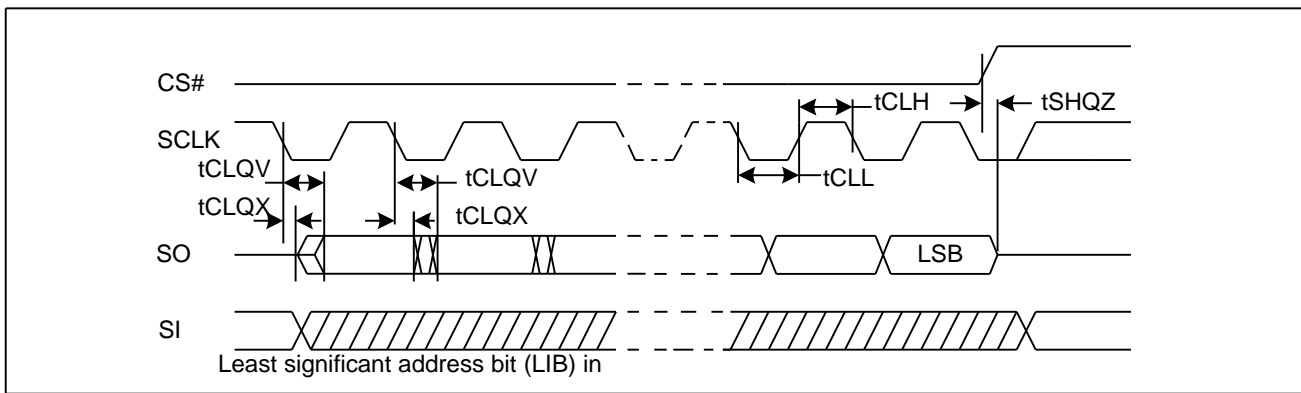 CS#
tCLH
tSHQZ
SCLK
tCLQV
tCLQV
tCLL
tCLQX
tCLQX
SO
LSB
SI
Least significant address bit (LIB) in